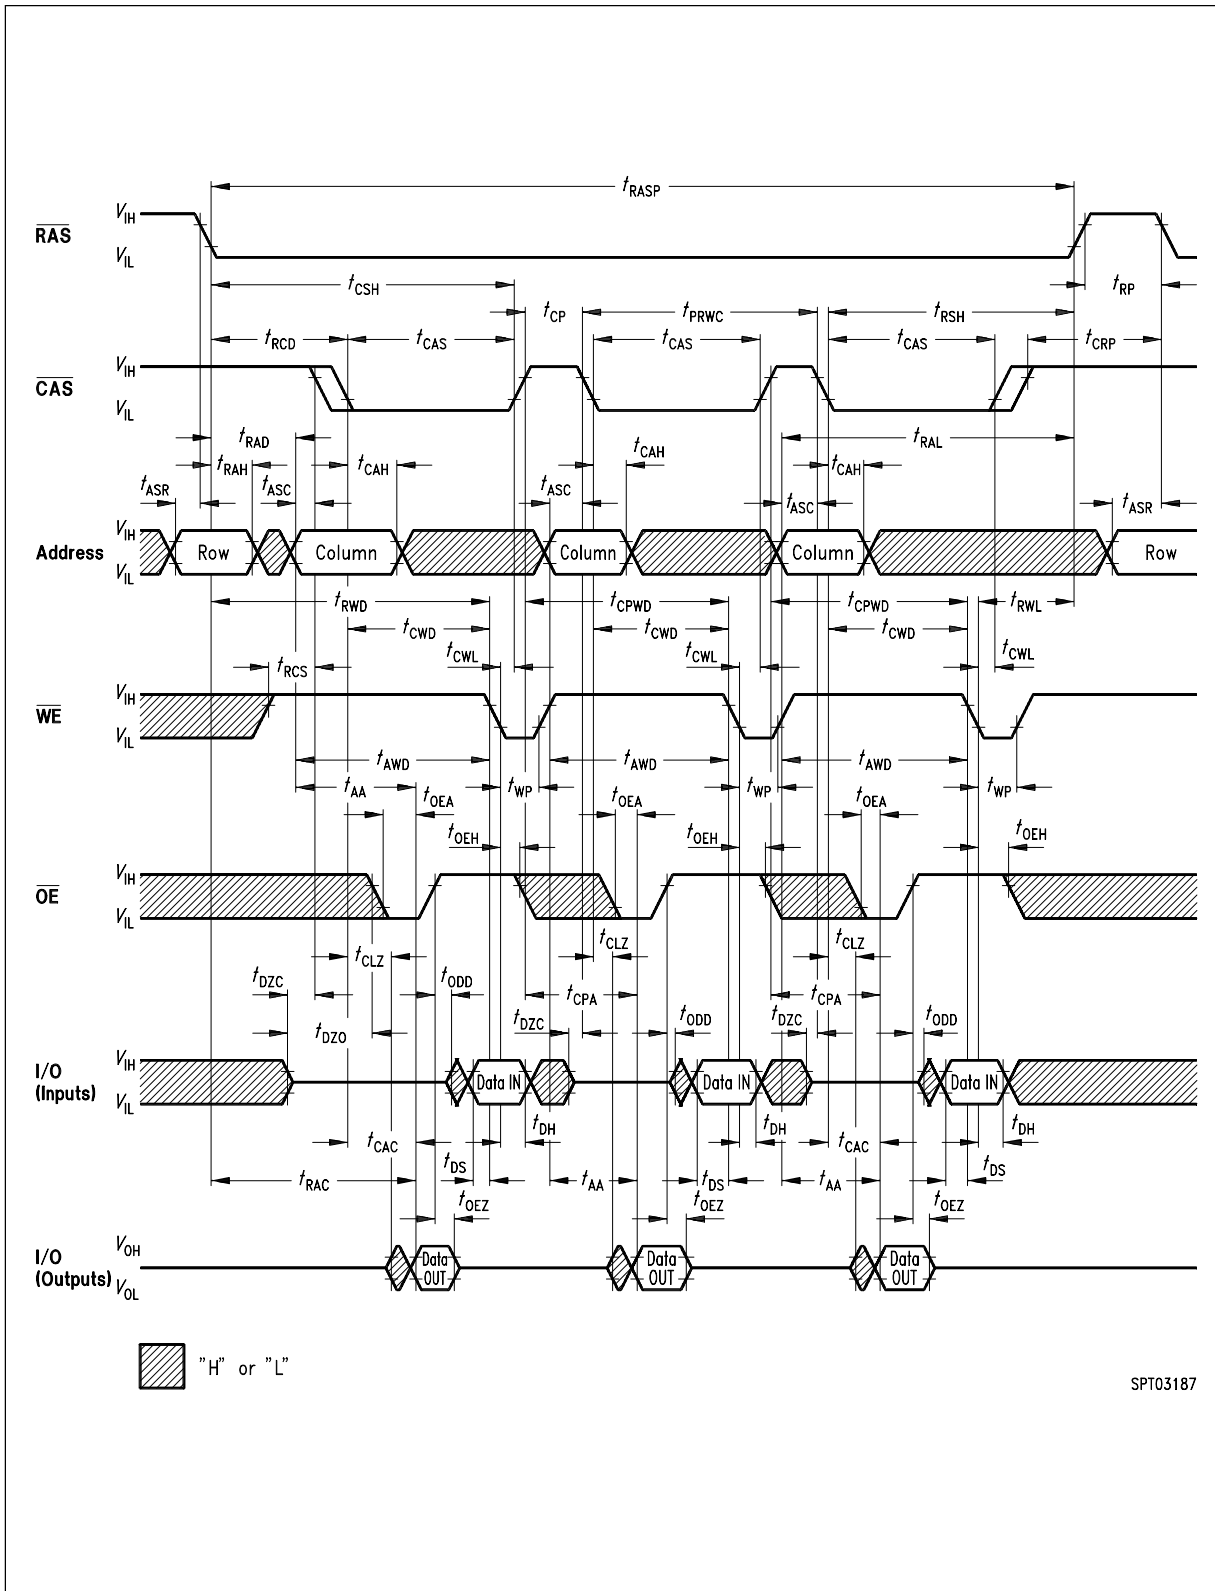 tRASP
RAS
VIH
VIL
tCSH
tRP
tCP
tPRWC
tRSH
tRCD
tCAS
tCAS
tCAS
tCRP
CAS
VIH
VIL
tRAD
tRAL
tRAH
tCAH
tCAH
tCAH
tASR
tASC
tASC
tASC
tASR
Address
VIH
VIL
Row
Column
Column
Column
Row
tRWD
tCPWD
tCPWD
tRWL
tCWD
tCWD
tCWD
tRCS
tCWL
tCWL
tCWL
WE
VIH
VIL
tAWD
tAWD
tAWD
tAA
tOEA
tWP
tOEA
tWP
tOEA
tWP
tOEH
tOEH
tOEH
OE
VIH
VIL
tCLZ
tCLZ
tCLZ
tDZC
tODD
tCPA
tCPA
tDZO
tDZC
tODD
tDZC
tODD
I/O
(Inputs)
VIH
VIL
Data IN
Data IN
Data IN
tCAC
tDH
tDH
tCAC
tDH
tRAC
tDS
tAA
tDS
tAA
tDS
tOEZ
tOEZ
tOEZ
I/O
(Outputs)
VOH
VOL
Data
OUT
Data
OUT
Data
OUT
"H" or "L"
SPT03187